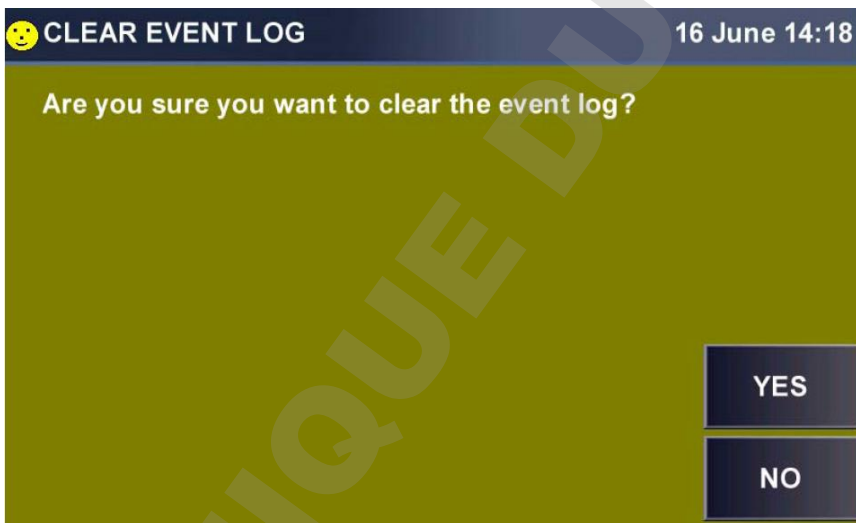 CLEAR EVENT LOG
16 June 14:18
Are you sure you want to clear the event log?
YES
NO